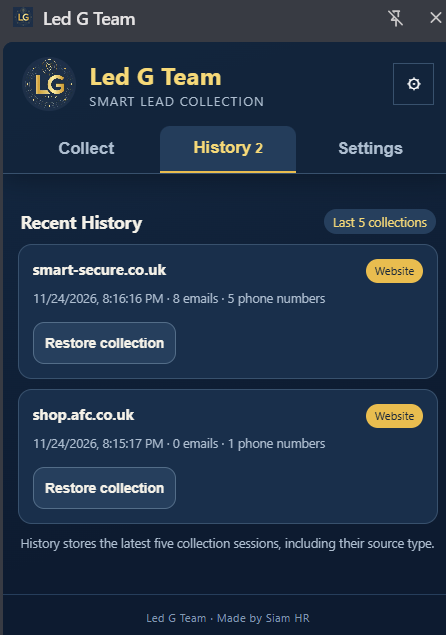 LG Led G Team
LG Led G Team
SMART LEAD COLLECTION
Collect History 2 Settings
Recent History Last 5 collections
smart-secure.co.uk Website
11/24/2026, 8:16:16 PM · 8 emails · 5 phone numbers
Restore collection
shop.afc.co.uk Website
11/24/2026, 8:15:17 PM · 0 emails · 1 phone numbers
Restore collection
History stores the latest five collection sessions, including their source type.
Led G Team · Made by Siam HR